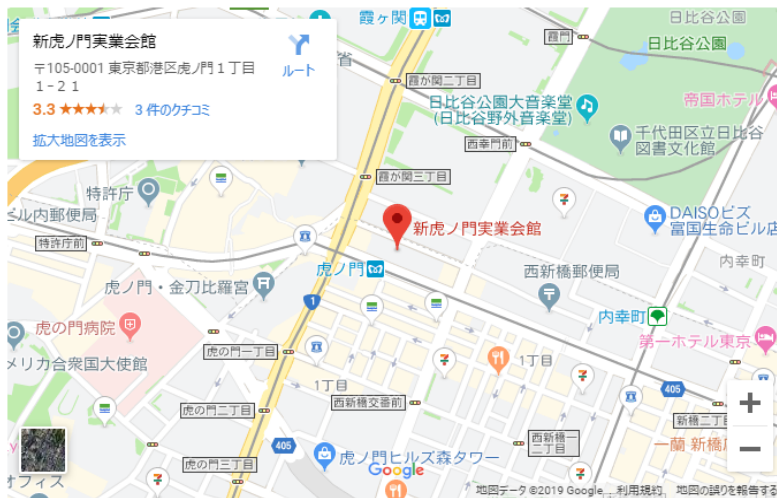 新虎ノ門実業会館
〒105-0001 東京都港区虎ノ門１丁目
１−２１
3.3
3 件のクチコミ
拡大地図を表示
ルート
省
霞ヶ関
霞門
日比谷公園
日比谷公園
霞が関二丁目
日比谷公園大音楽堂
(日比谷野外音楽堂)
帝国ホテル
西幸門前
千代田区立日比谷
図書文化館
霞が関三丁目
特許庁
ビル内郵便局
特許庁前
新虎ノ門実業会館
DAISOビズ
富国生命ビル店
内幸町
虎ノ門
西新橋郵便局
虎ノ門・金刀比羅宮
1
内幸町
虎の門病院
第一ホテル東京
メリカ合衆国大使館
虎の門一丁目
1丁目
1丁目
405
虎の門二丁目
西新橋交番前
新橋二丁目
405
西新橋一
二丁目
一蘭 新橋
虎ノ門ヒルズ森タワー
虎の門三丁目
オフィス
Google
地図データ ©2019 Google
利用規約
地図の誤りを報告する